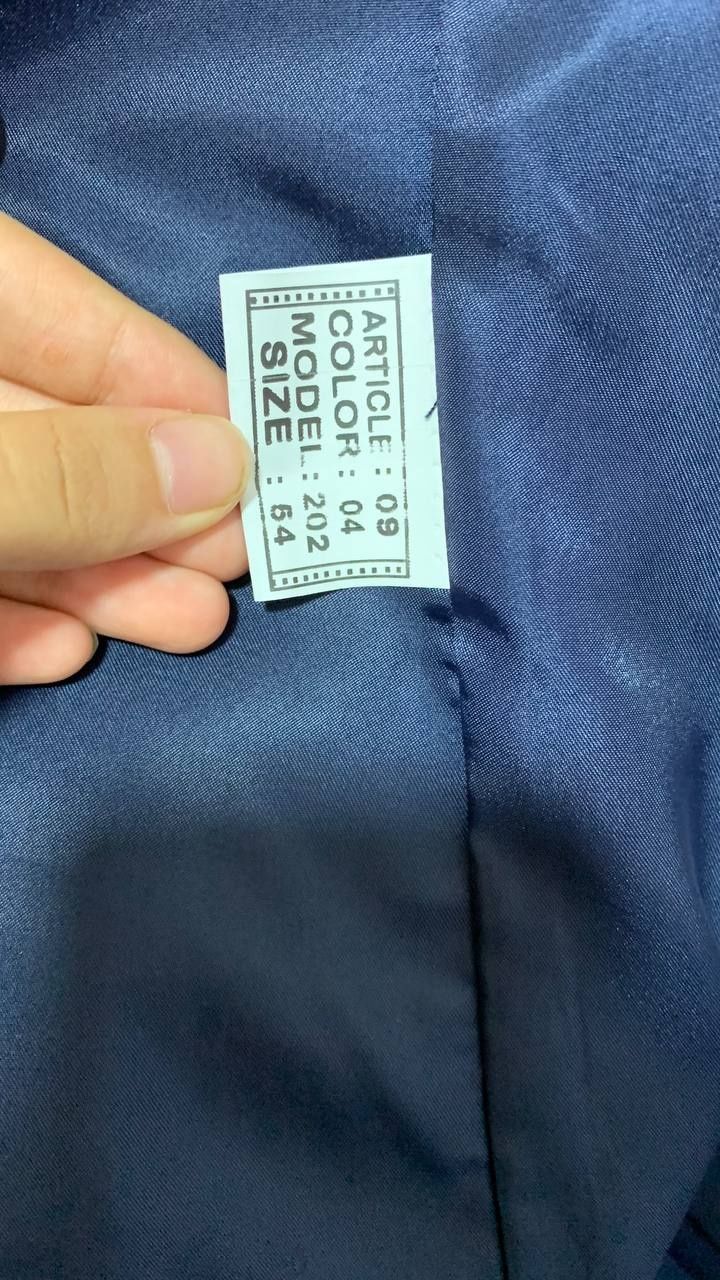 ARTICLE : 09
COLOR : 04
MODEL : 202
SIZE : 54